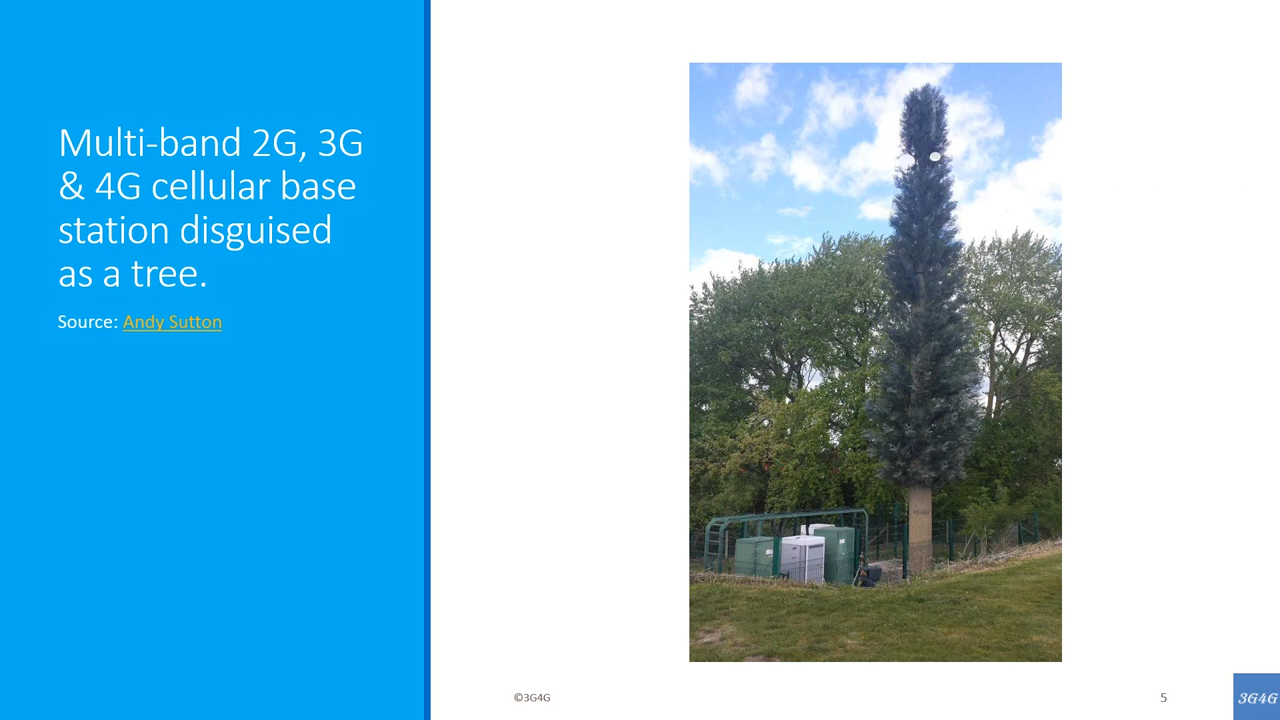 Multi-band 2G, 3G
& 4G cellular base
station disguised
as a tree.
Source: Andy Sutton
©3G4G
5
3G4G